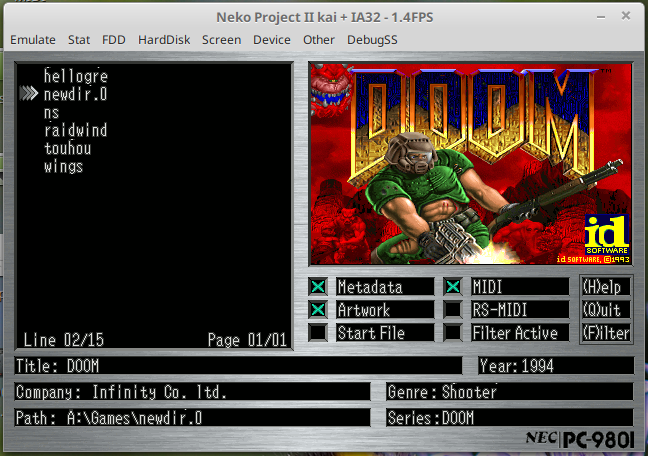 Neko Project II kai + IA32 - 1.4FPS
Emulate Stat FDD HardDisk Screen Device Other DebugSS
hellogre
newdir.0
ns
raidwind
touhou
wings
Line 02/15 Page 01/01
DOOM
id
SOFTWARE
id SOFTWARE, ©1993
Metadata MIDI (H)elp
Artwork RS-MIDI (Q)uit
Start File Filter Active (F)ilter
Title: DOOM Year:1994
Company: Infinity Co. ltd. Genre:Shooter
Path: A:\Games\newdir.0 Series:DOOM
NEC PC-9801